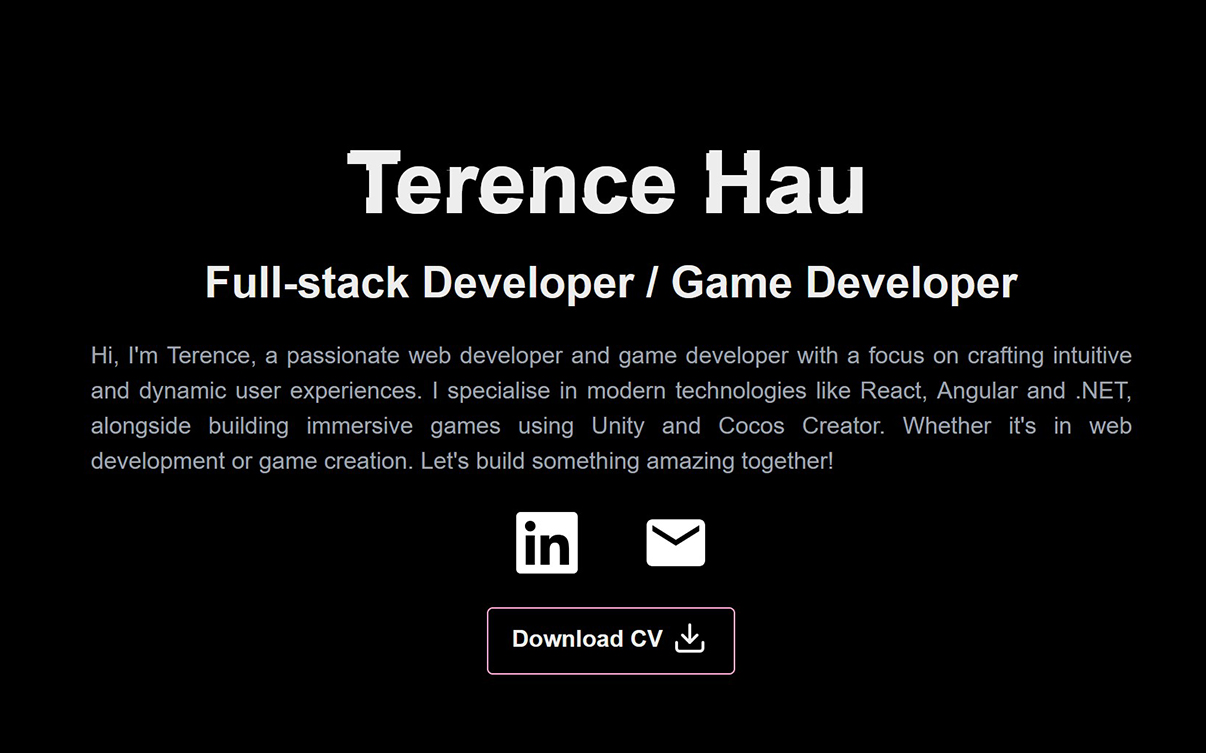 Terence Hau
Full-stack Developer / Game Developer
Hi, I'm Terence, a passionate web developer and game developer with a focus on crafting intuitive
and dynamic user experiences. I specialise in modern technologies like React, Angular and .NET,
alongside building immersive games using Unity and Cocos Creator. Whether it's in web
development or game creation. Let's build something amazing together!
in
Download CV